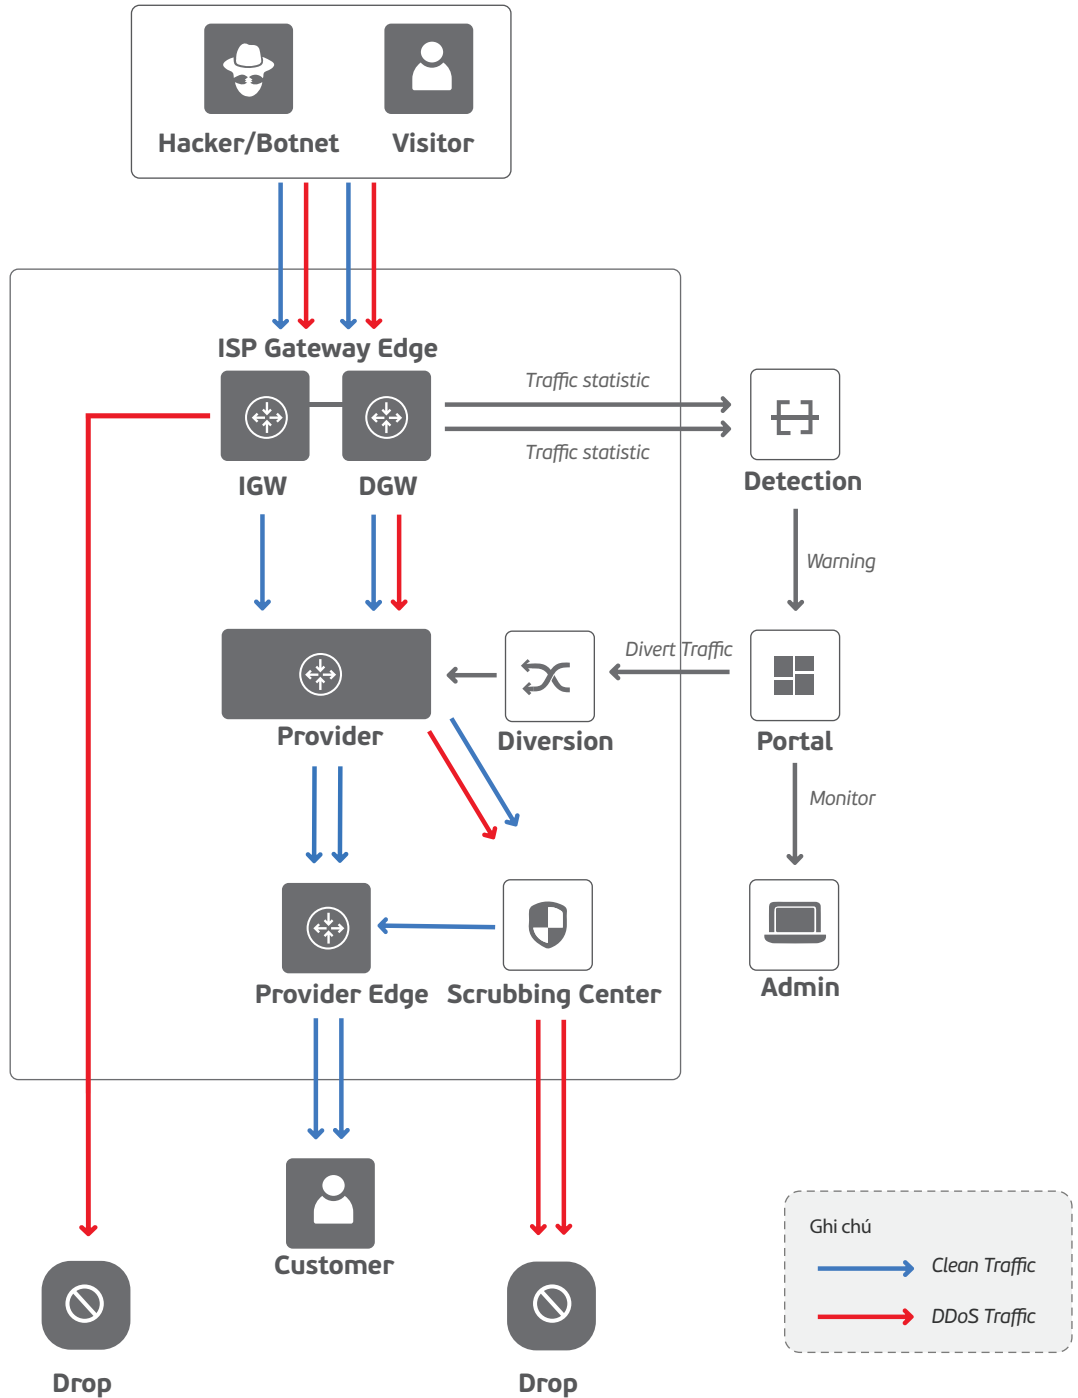 Hacker/Botnet
Visitor
ISP Gateway Edge
Traffic statistic
Traffic statistic
IGW
DGW
Detection
Warning
Divert Traffic
Provider
Diversion
Portal
Monitor
Provider Edge
Scrubbing Center
Admin
Customer
Ghi chú
Clean Traffic
DDoS Traffic
Drop
Drop